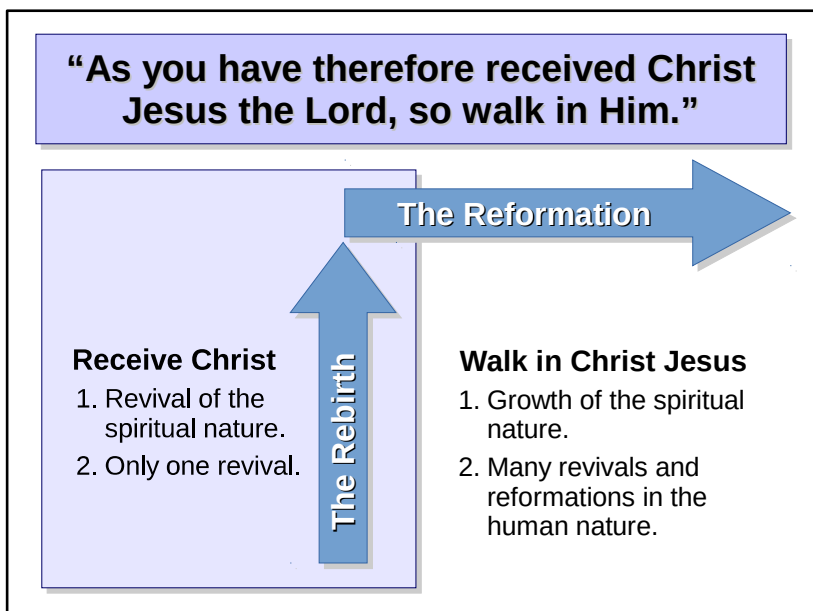 “As you have therefore received Christ
Jesus the Lord, so walk in Him.”
The Reformation
The Rebirth
Receive Christ
1. Revival of the
spiritual nature.
2. Only one revival.
Walk in Christ Jesus
1. Growth of the spiritual
nature.
2. Many revivals and
reformations in the
human nature.